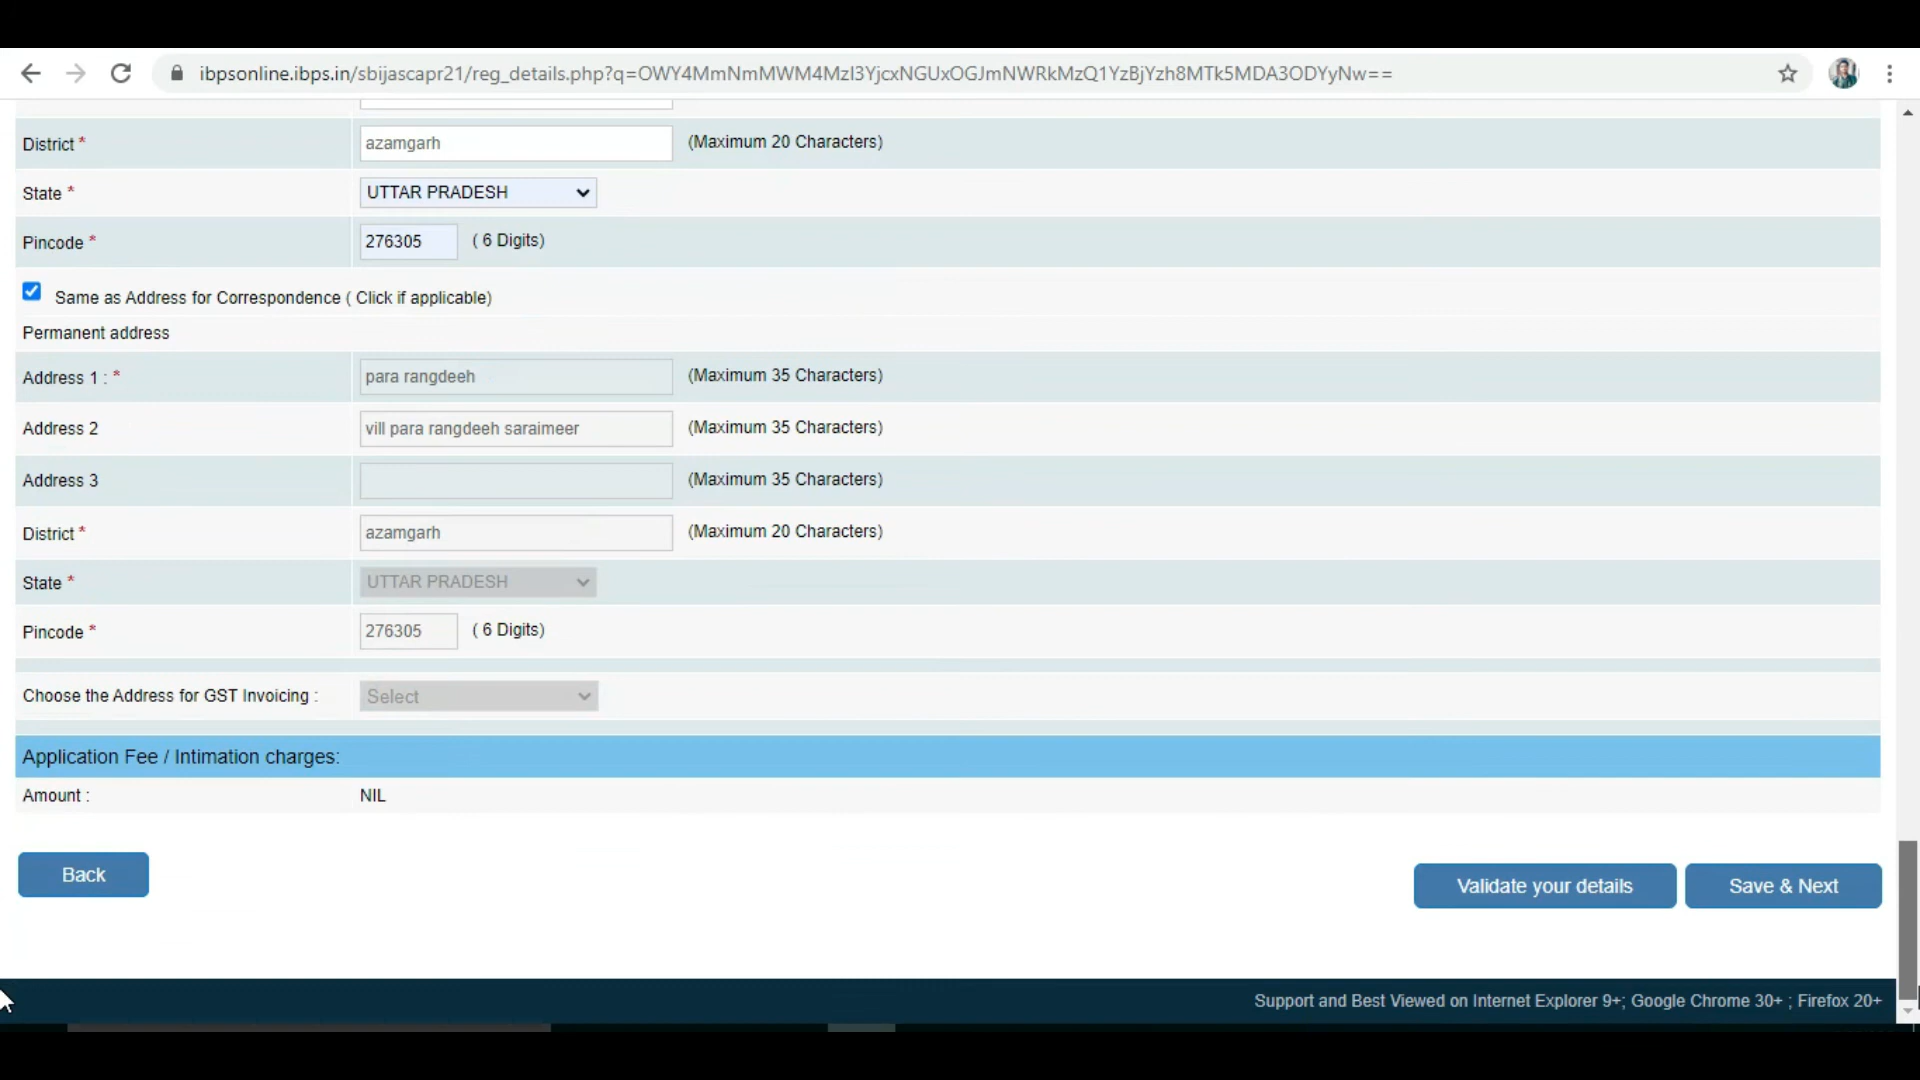 ibpsonline.ibps.in/sbijascapr21/reg_details.php?q=OWY4MmNmMWM4MzI3YjcxNGUxOGJmNWRkMzQ1YzBjYzh8MTk5MDA3ODYyNw==
District * azamgarh (Maximum 20 Characters)
State * UTTAR PRADESH
Pincode * 276305 ( 6 Digits)
Same as Address for Correspondence ( Click if applicable)
Permanent address
Address 1 : * para rangdeeh (Maximum 35 Characters)
Address 2 vill para rangdeeh saraimeer (Maximum 35 Characters)
Address 3 (Maximum 35 Characters)
District * azamgarh (Maximum 20 Characters)
State * UTTAR PRADESH
Pincode * 276305 ( 6 Digits)
Choose the Address for GST Invoicing : Select
Application Fee / Intimation charges:
Amount : NIL
Back Validate your details Save & Next
Support and Best Viewed on Internet Explorer 9+; Google Chrome 30+ ; Firefox 20+